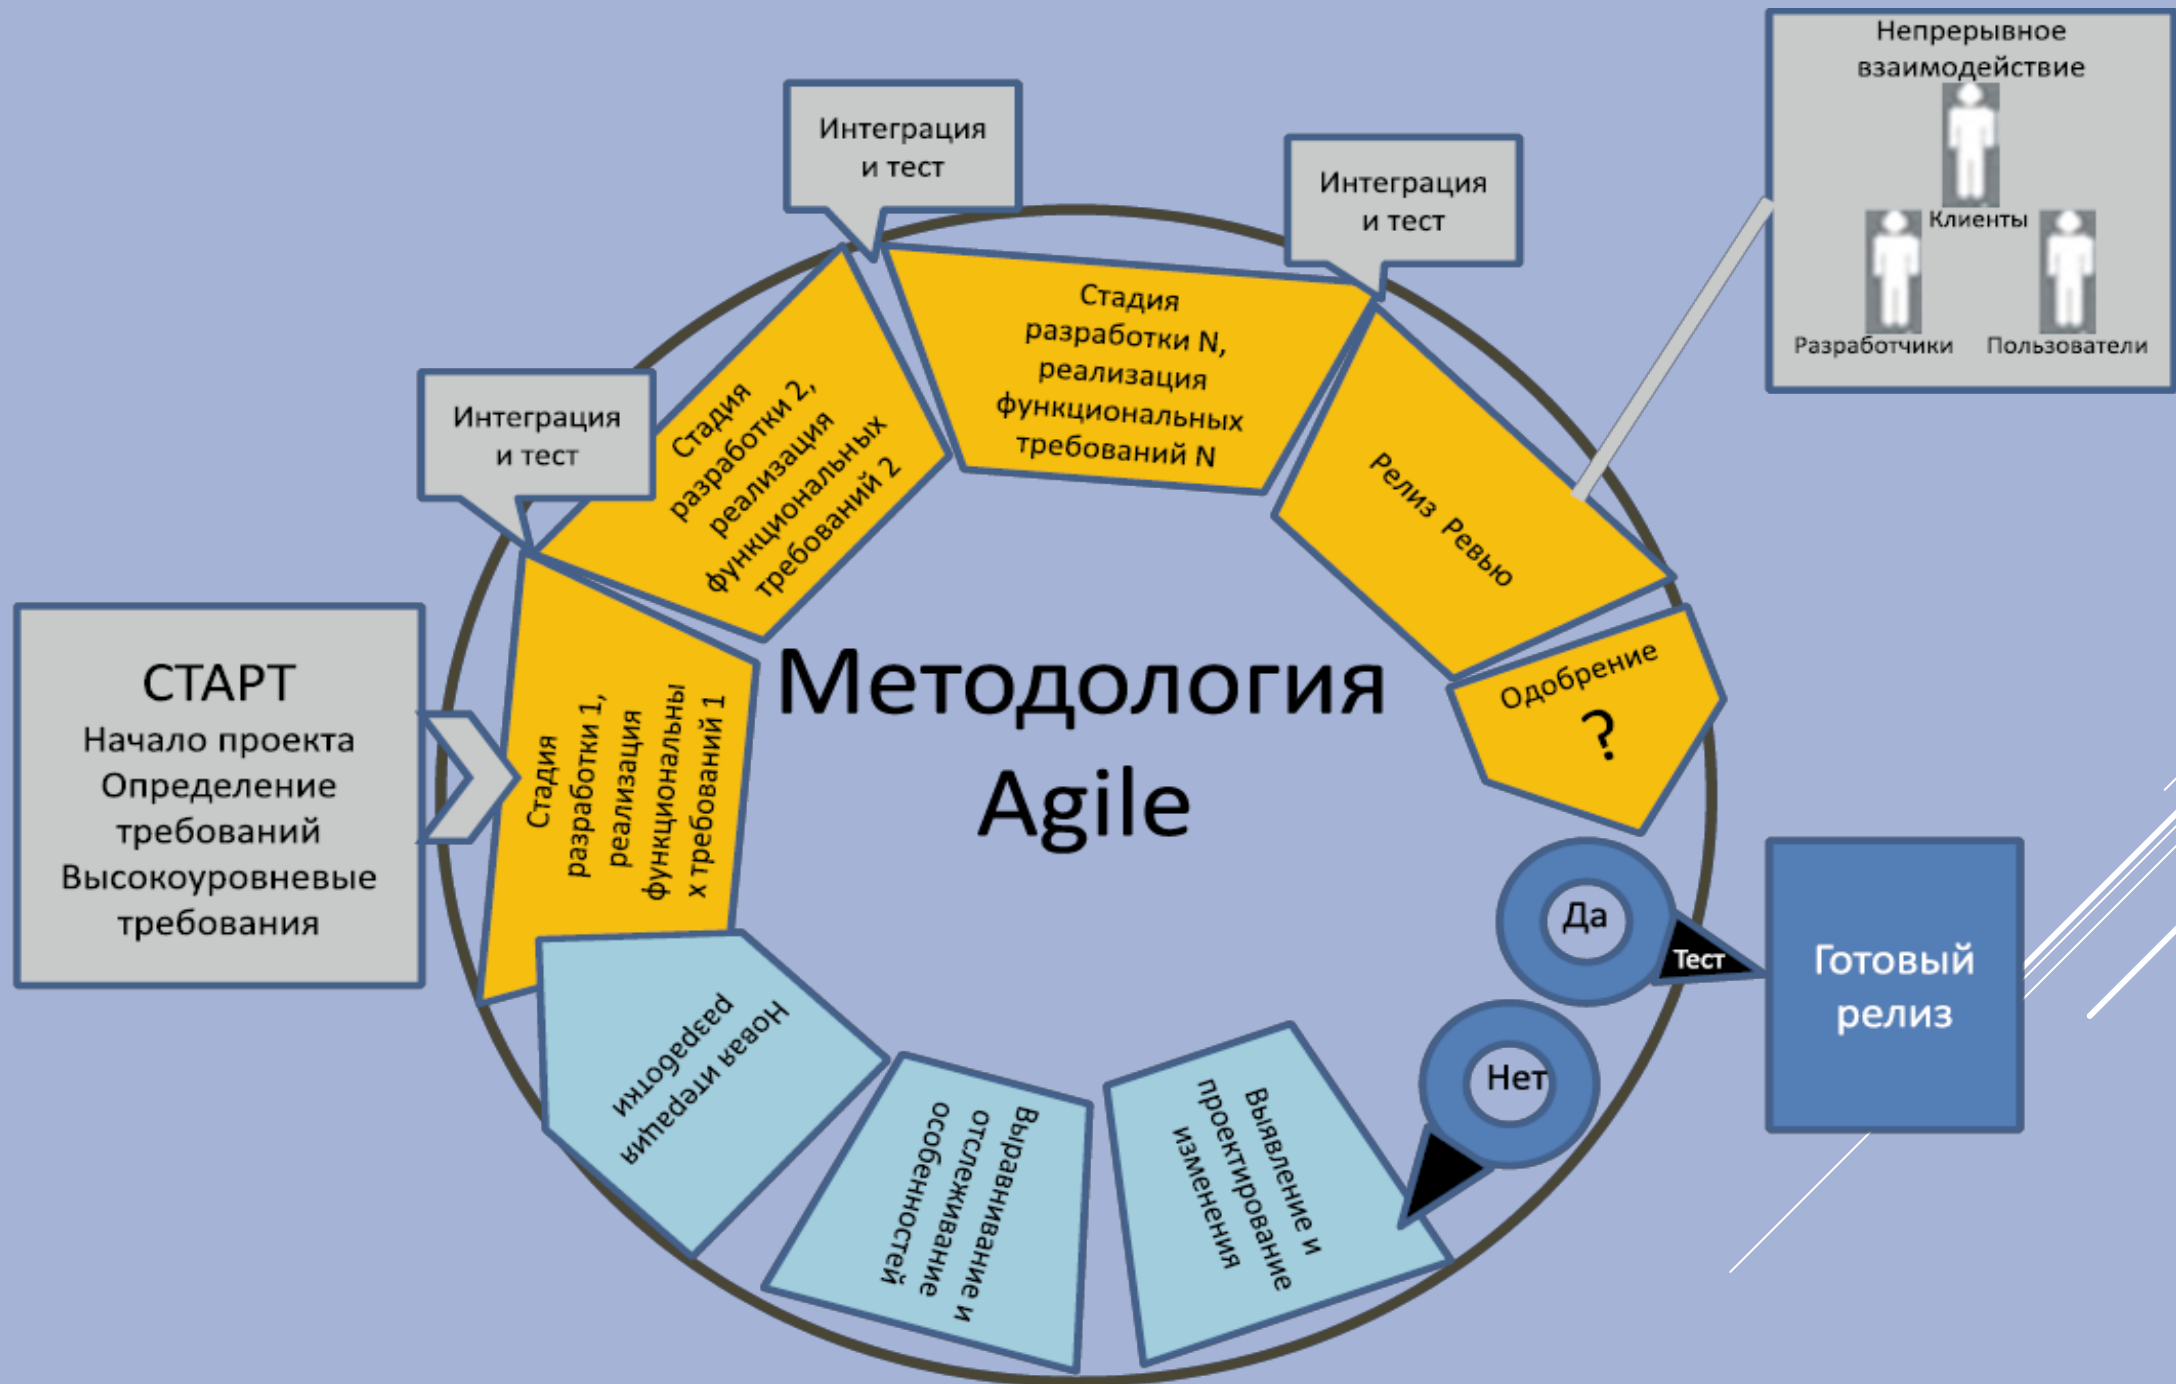 Непрерывное
взаимодействие
Клиенты
Разработчики
Пользователи
Интеграция
и тест
Интеграция
и тест
Интеграция
и тест
СТАРТ
Начало проекта
Определение
требований
Высокоуровневые
требования
Стадия
разработки 1,
реализация
функциональны
х требований 1
Стадия
разработки 2,
реализация
функциональных
требований 2
Стадия
разработки N,
реализация
функциональных
требований N
Релиз Ревью
Одобрение
?
Методология
Agile
Да
Тест
Готовый
релиз
Нет
Выявление и
проектирование
изменения
Выравнивание и
отслеживание
особенностей
Новая итерация
разработки